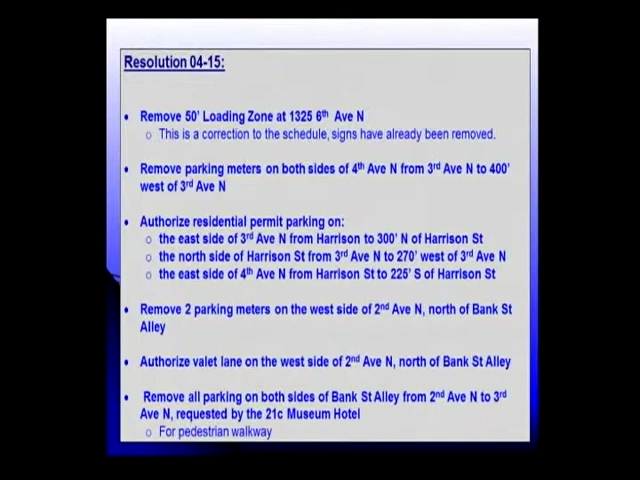 Resolution 04-15:
• Remove 50' Loading Zone at 1325 6th Ave N
o This is a correction to the schedule, signs have already been removed.
• Remove parking meters on both sides of 4th Ave N from 3rd Ave N to 400'
west of 3rd Ave N
• Authorize residential permit parking on:
o the east side of 3rd Ave N from Harrison to 300' N of Harrison St
o the north side of Harrison St from 3rd Ave N to 270' west of 3rd Ave N
o the east side of 4th Ave N from Harrison St to 225' S of Harrison St
• Remove 2 parking meters on the west side of 2nd Ave N, north of Bank St
Alley
• Authorize valet lane on the west side of 2nd Ave N, north of Bank St Alley
• Remove all parking on both sides of Bank St Alley from 2nd Ave N to 3rd
Ave N, requested by the 21c Museum Hotel
o For pedestrian walkway